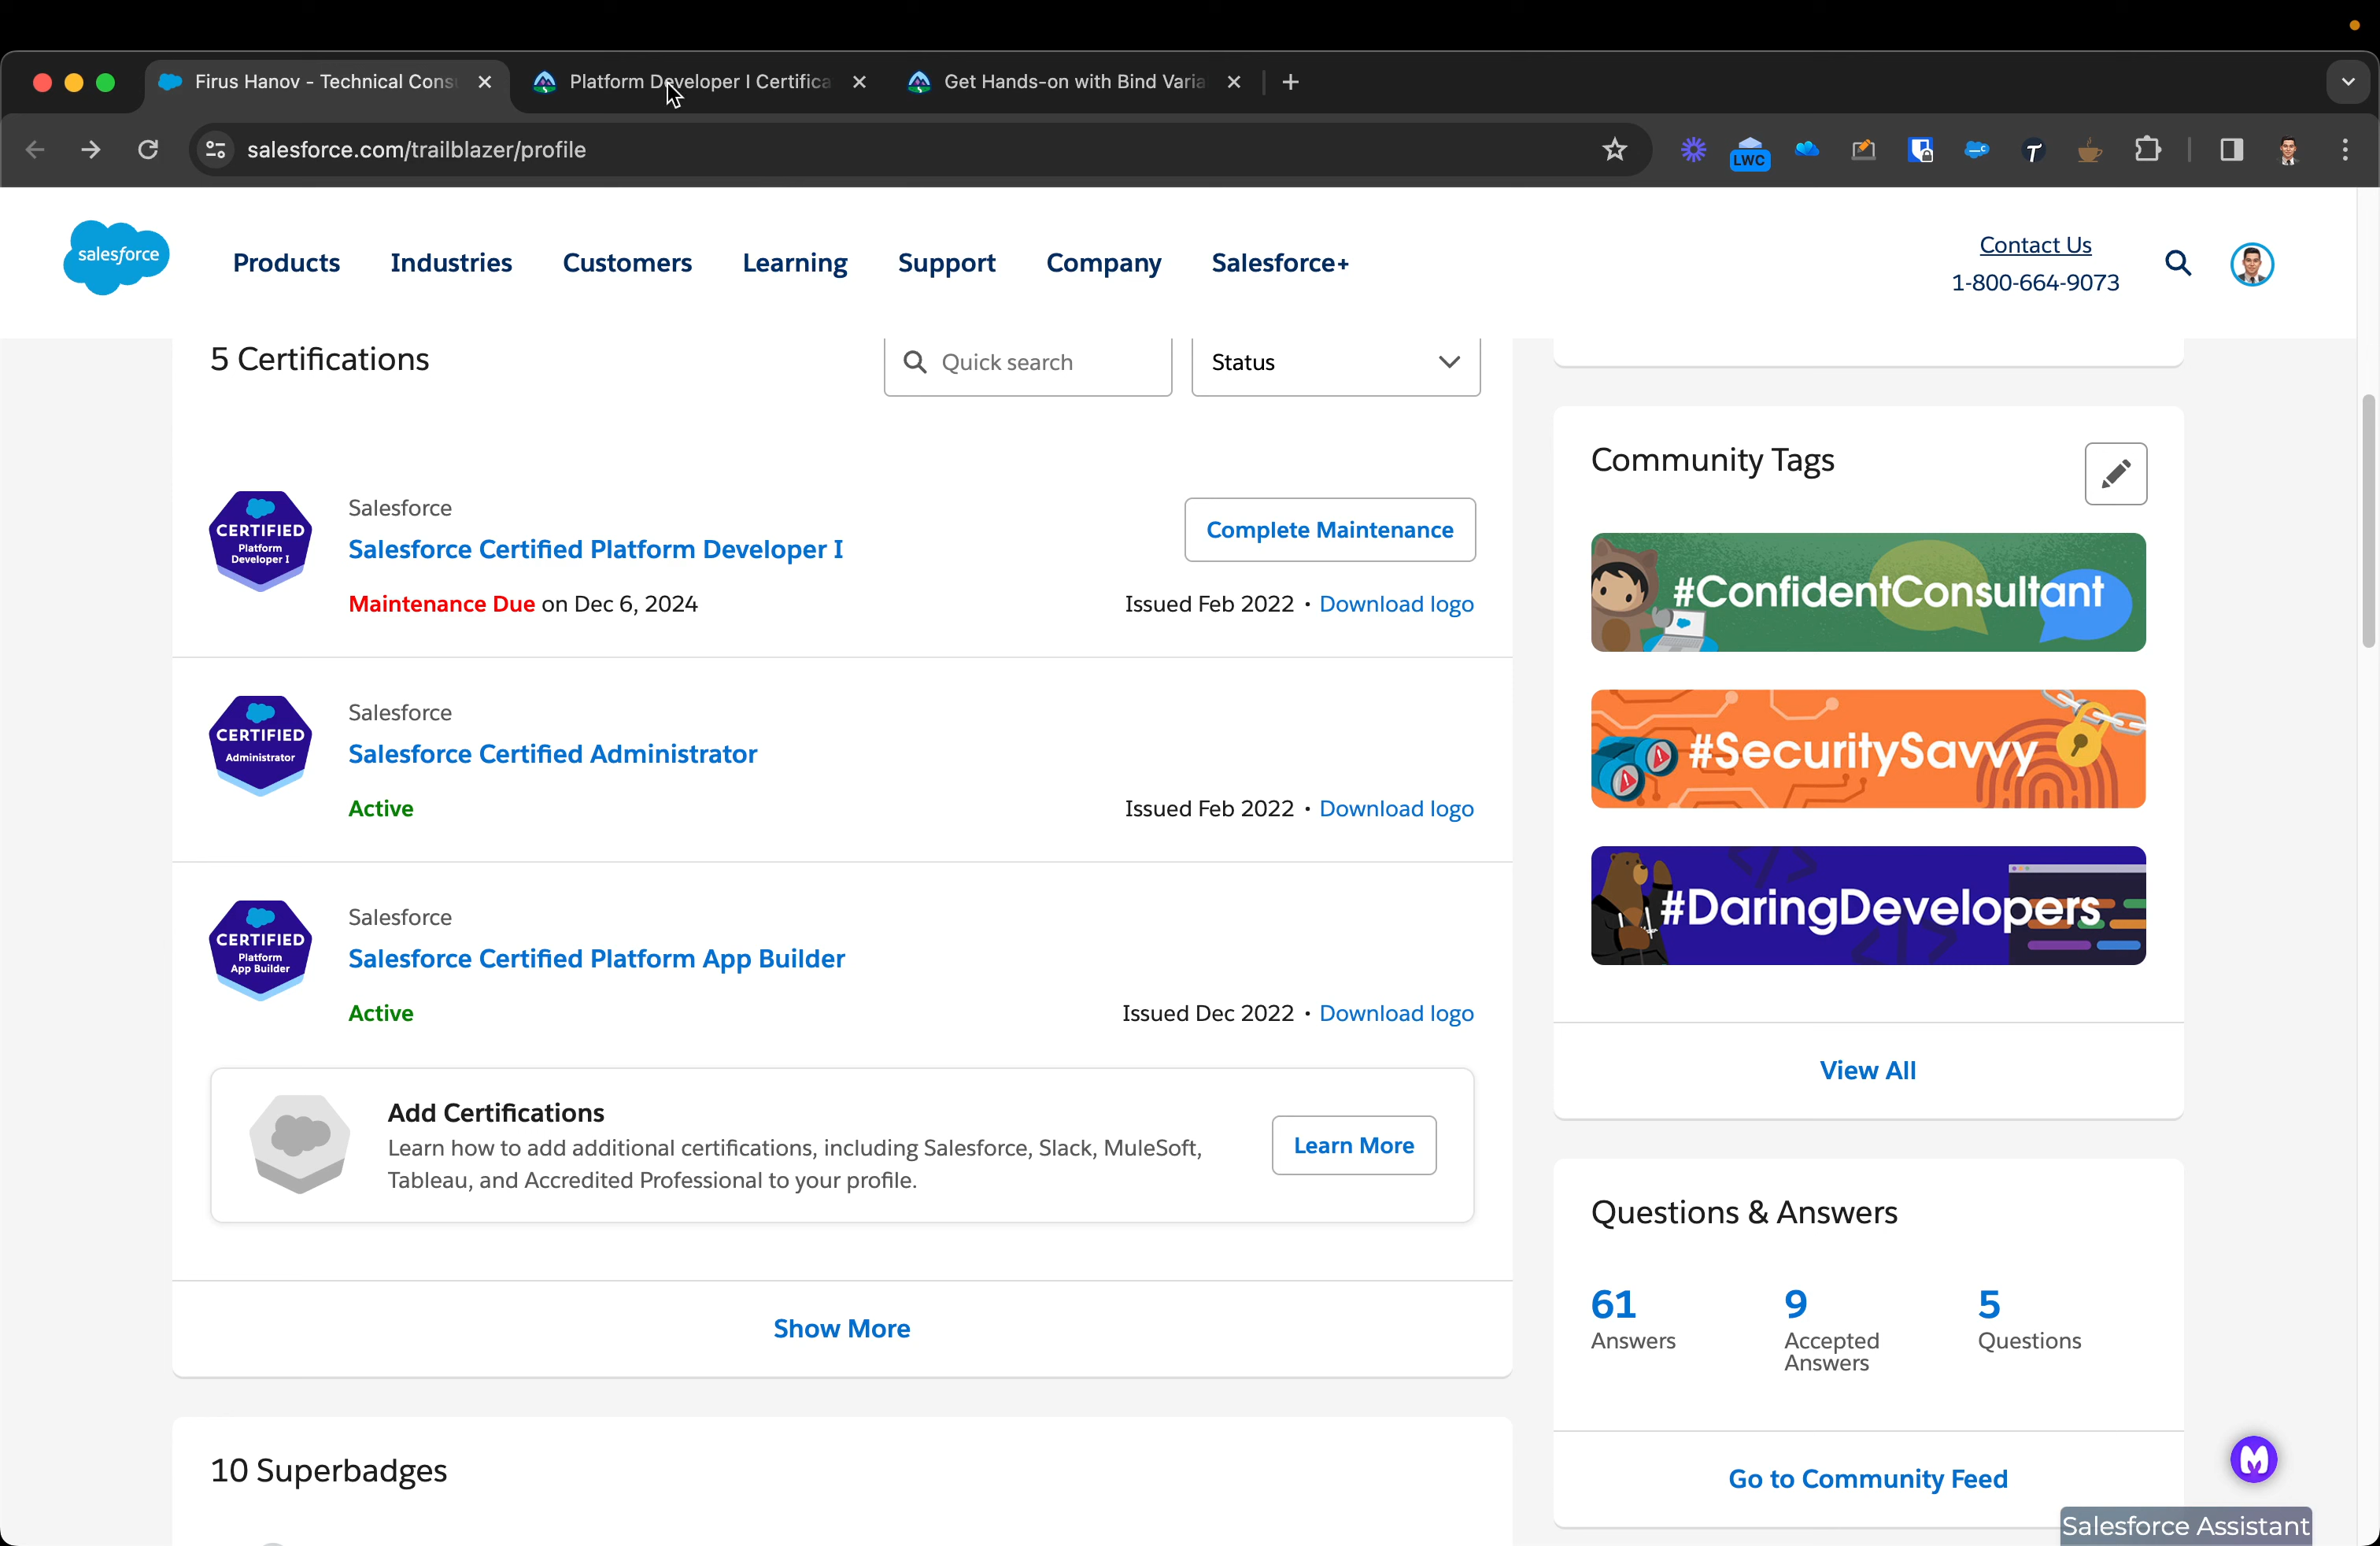 Firus Hanov - Technical Cons
Platform Developer I Certifica
Get Hands-on with Bind Varia
salesforce.com/trailblazer/profile
LWC
salesforce
Products
Industries
Customers
Learning
Support
Company
Salesforce+
Contact Us
1-800-664-9073
5 Certifications
Quick search
Status
CERTIFIED
Platform
Developer I
Salesforce
Salesforce Certified Platform Developer I
Complete Maintenance
Maintenance Due on Dec 6, 2024
Issued Feb 2022 • Download logo
CERTIFIED
Administrator
Salesforce
Salesforce Certified Administrator
Active
Issued Feb 2022 • Download logo
CERTIFIED
Platform
App Builder
Salesforce
Salesforce Certified Platform App Builder
Active
Issued Dec 2022 • Download logo
Add Certifications
Learn how to add additional certifications, including Salesforce, Slack, MuleSoft,
Tableau, and Accredited Professional to your profile.
Learn More
Show More
10 Superbadges
Community Tags
#ConfidentConsultant
#SecuritySavvy
#DaringDevelopers
View All
Questions & Answers
61
Answers
9
Accepted
Answers
5
Questions
Go to Community Feed
Salesforce Assistant